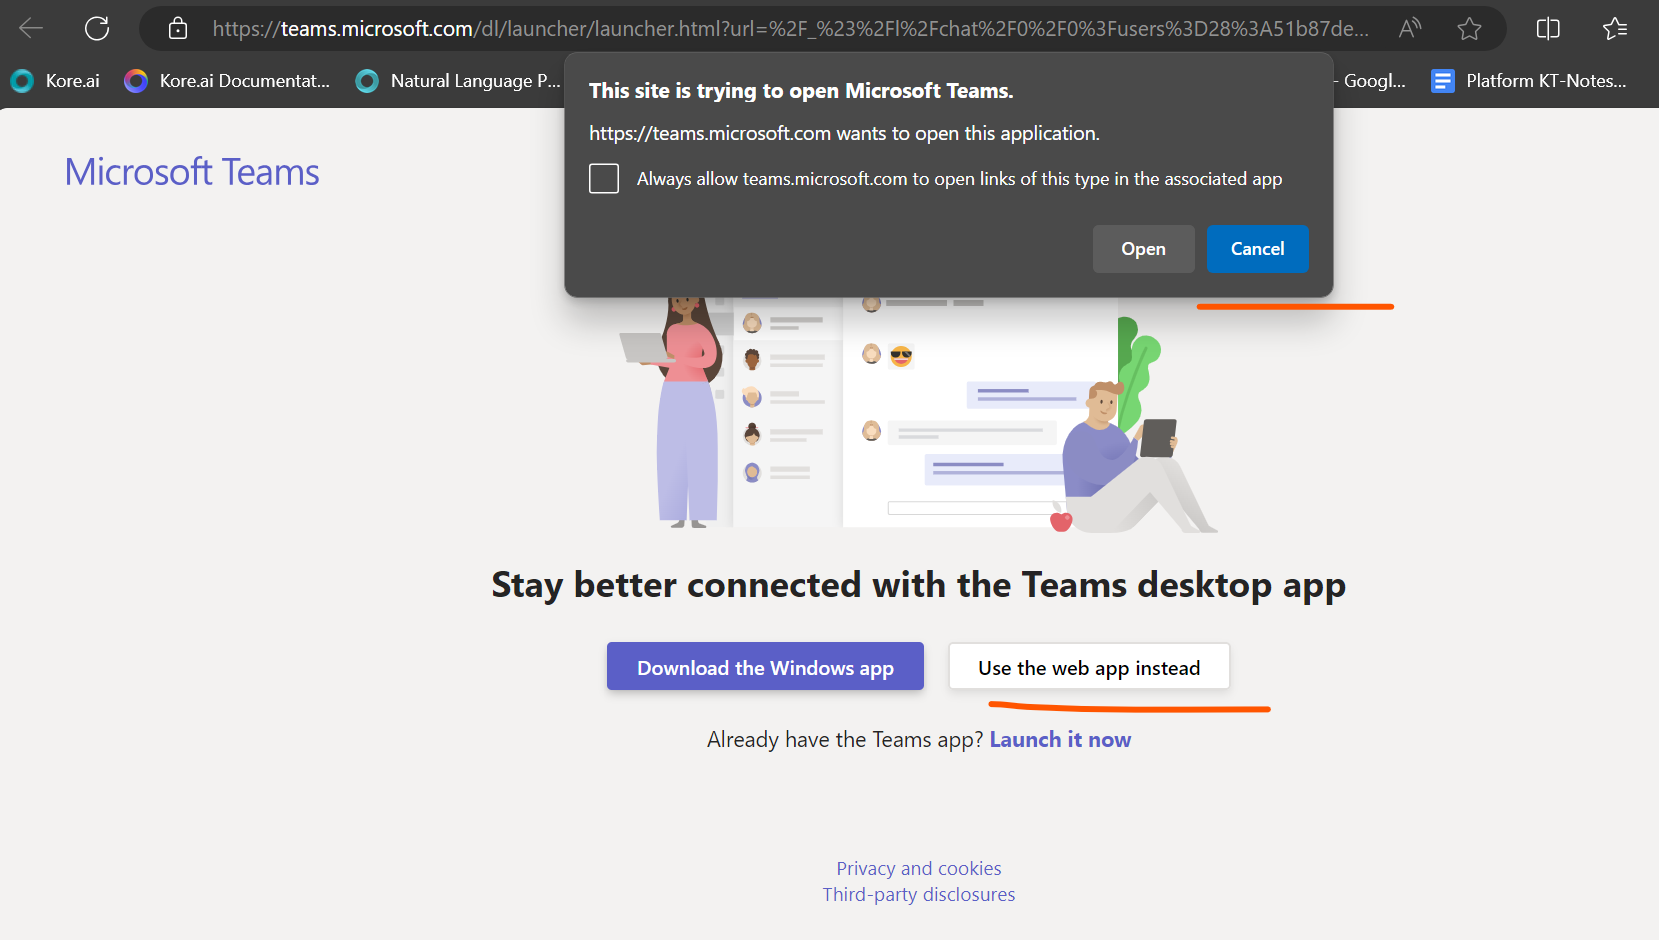 https://teams.microsoft.com/dl/launcher/launcher.html?url=%2F_%23%2Fl%2Fchat%2F0%2F0%3Fusers%3D28%3A51b87de...
Kore.ai
Kore.ai Documentat...
Natural Language P...
- Googl...
Platform KT-Notes...
This site is trying to open Microsoft Teams.
https://teams.microsoft.com wants to open this application.
Always allow teams.microsoft.com to open links of this type in the associated app
Open
Cancel
Microsoft Teams
Stay better connected with the Teams desktop app
Download the Windows app
Use the web app instead
Already have the Teams app? Launch it now
Privacy and cookies
Third-party disclosures